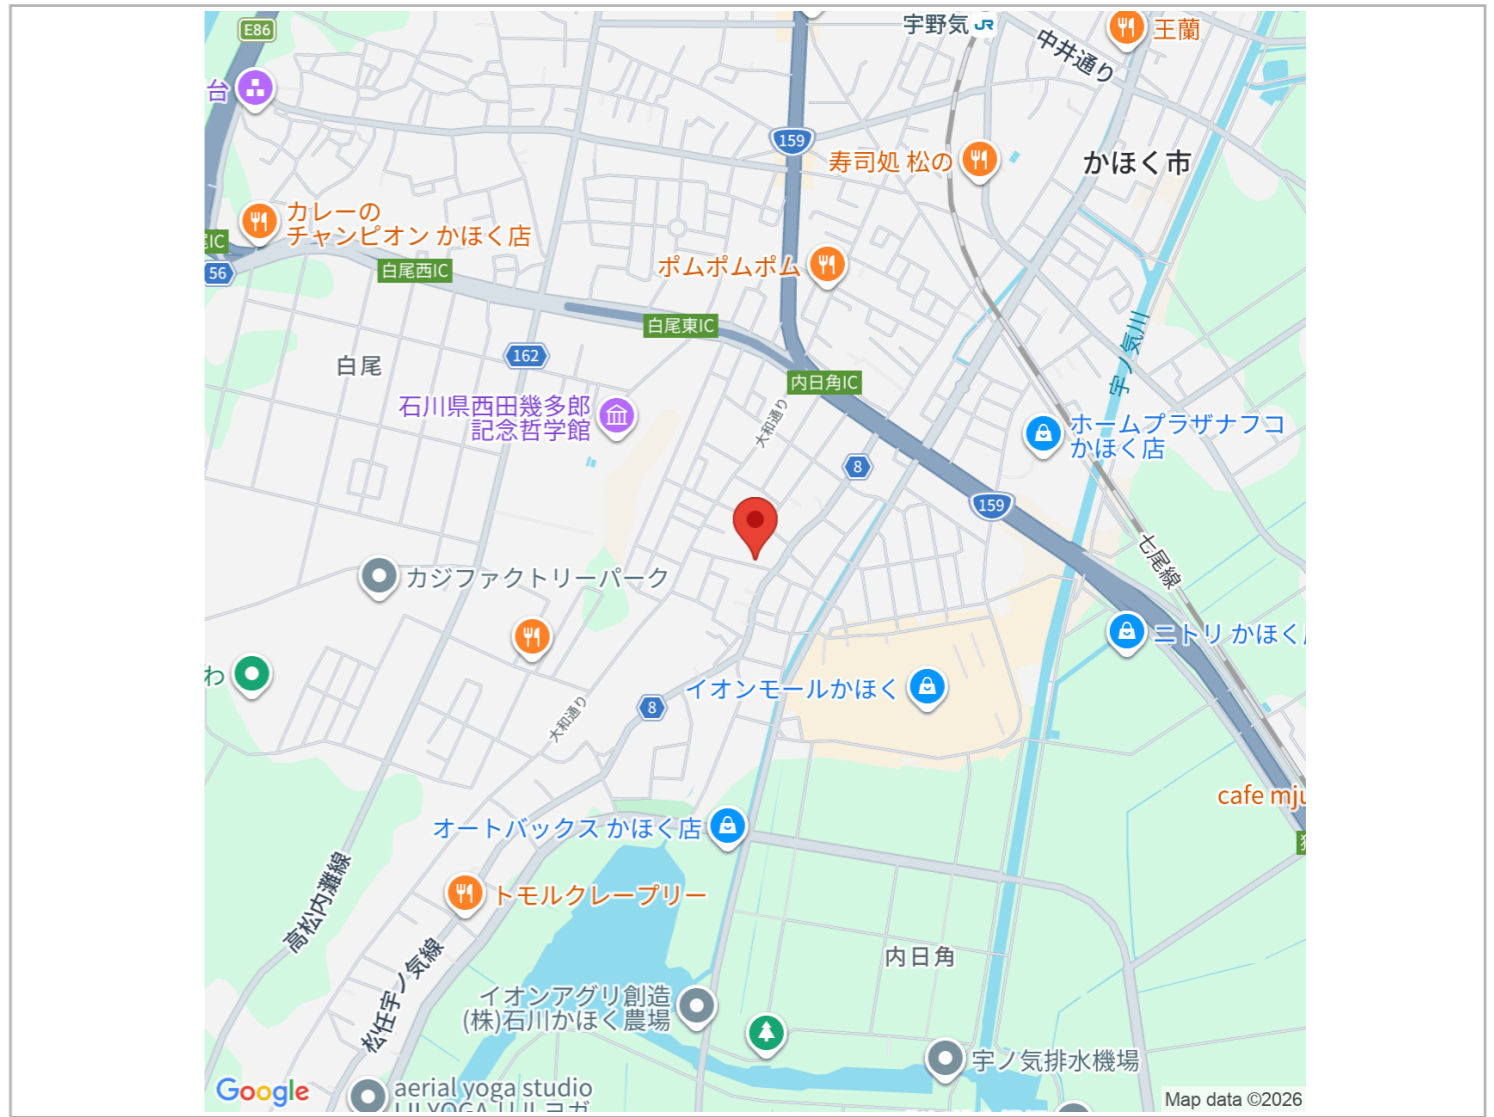 E86
宇野気 JR
王蘭
中井通り
台
159
寿司処 松の
かほく市
カレーの
チャンピオン かほく店
IC
56
白尾西IC
ポムポムポム
白尾東IC
宇ノ気川
162
白尾
内日角IC
石川県西田幾多郎
記念哲学館
大和通り
ホームプラザナフコ
かほく店
8
159
七尾線
カジファクトリーパーク
ニトリ かほく
わ
イオンモールかほく
8
大和通り
cafe mju
オートバックス かほく店
高松内灘線
トモルクレープリー
松任宇ノ気線
内日角
イオンアグリ創造
(株)石川かほく農場
宇ノ気排水機場
Google
aerial yoga studio
Map data ©2026